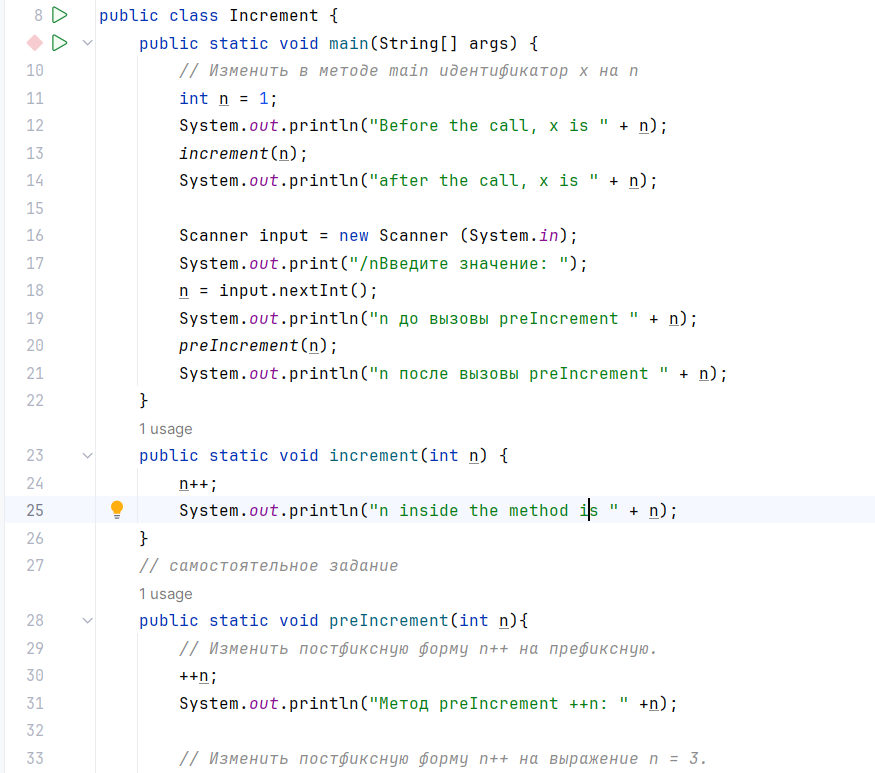 8 public class Increment {
public static void main(String[] args) {
10 // Изменить в методе main идентификатор x на n
11 int n = 1;
12 System.out.println("Before the call, x is " + n);
13 increment(n);
14 System.out.println("after the call, x is " + n);
15
16 Scanner input = new Scanner (System.in);
17 System.out.print("/nВведите значение: ");
18 n = input.nextInt();
19 System.out.println("n до вызовы preIncrement " + n);
20 preIncrement(n);
21 System.out.println("n после вызовы preIncrement " + n);
22 }
1 usage
23 public static void increment(int n) {
24 n++;
25 System.out.println("n inside the method is " + n);
26 }
27 // самостоятельное задание
1 usage
28 public static void preIncrement(int n){
29 // Изменить постфиксную форму n++ на префиксную.
30 ++n;
31 System.out.println("Метод preIncrement ++n: " +n);
32
33 // Изменить постфиксную форму n++ на выражение n = 3.